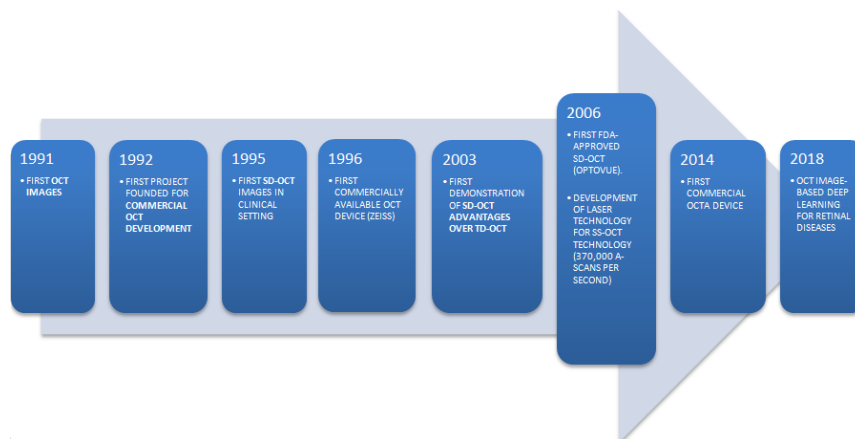 1991
• FIRST OCT
IMAGES
1992
• FIRST PROJECT
FOUNDED FOR
COMMERCIAL
OCT
DEVELOPMENT
1995
• FIRST SD-OCT
IMAGES IN
CLINICAL
SETTING
1996
• FIRST
COMMERCIALLY
AVAILABLE OCT
DEVICE (ZEISS)
2003
• FIRST
DEMONSTRATION
OF SD-OCT
ADVANTAGES
OVER TD-OCT
2006
• FIRST FDA-
APPROVED
SD-OCT
(OPTOVUE).
• DEVELOPMENT
OF LASER
TECHNOLOGY
FOR SS-OCT
TECHNOLOGY
(370,000 A-
SCANS PER
SECOND)
2014
• FIRST
COMMERCIAL
OCTA DEVICE
2018
• OCT IMAGE-
BASED DEEP
LEARNING
FOR RETINAL
DISEASES